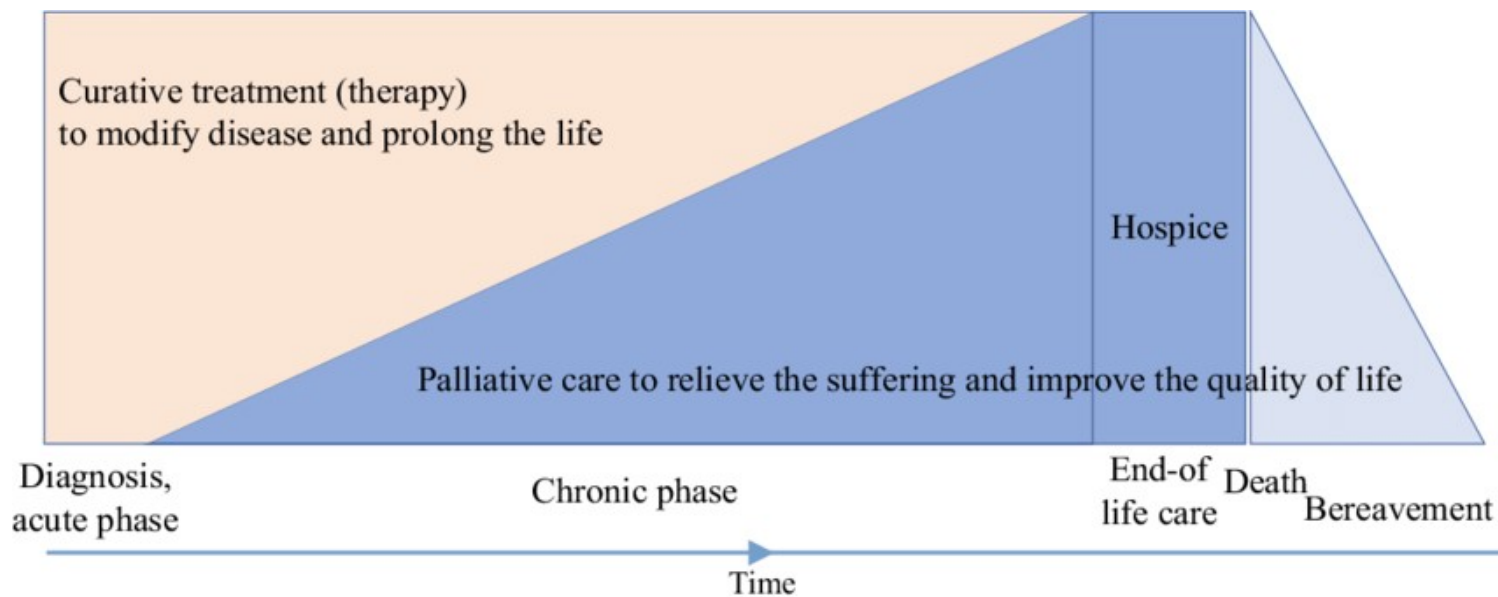 Curative treatment (therapy)
to modify disease and prolong the life
Hospice
Palliative care to relieve the suffering and improve the quality of life
Diagnosis,
acute phase
Chronic phase
End-of
life care
Death
Bereavement
Time